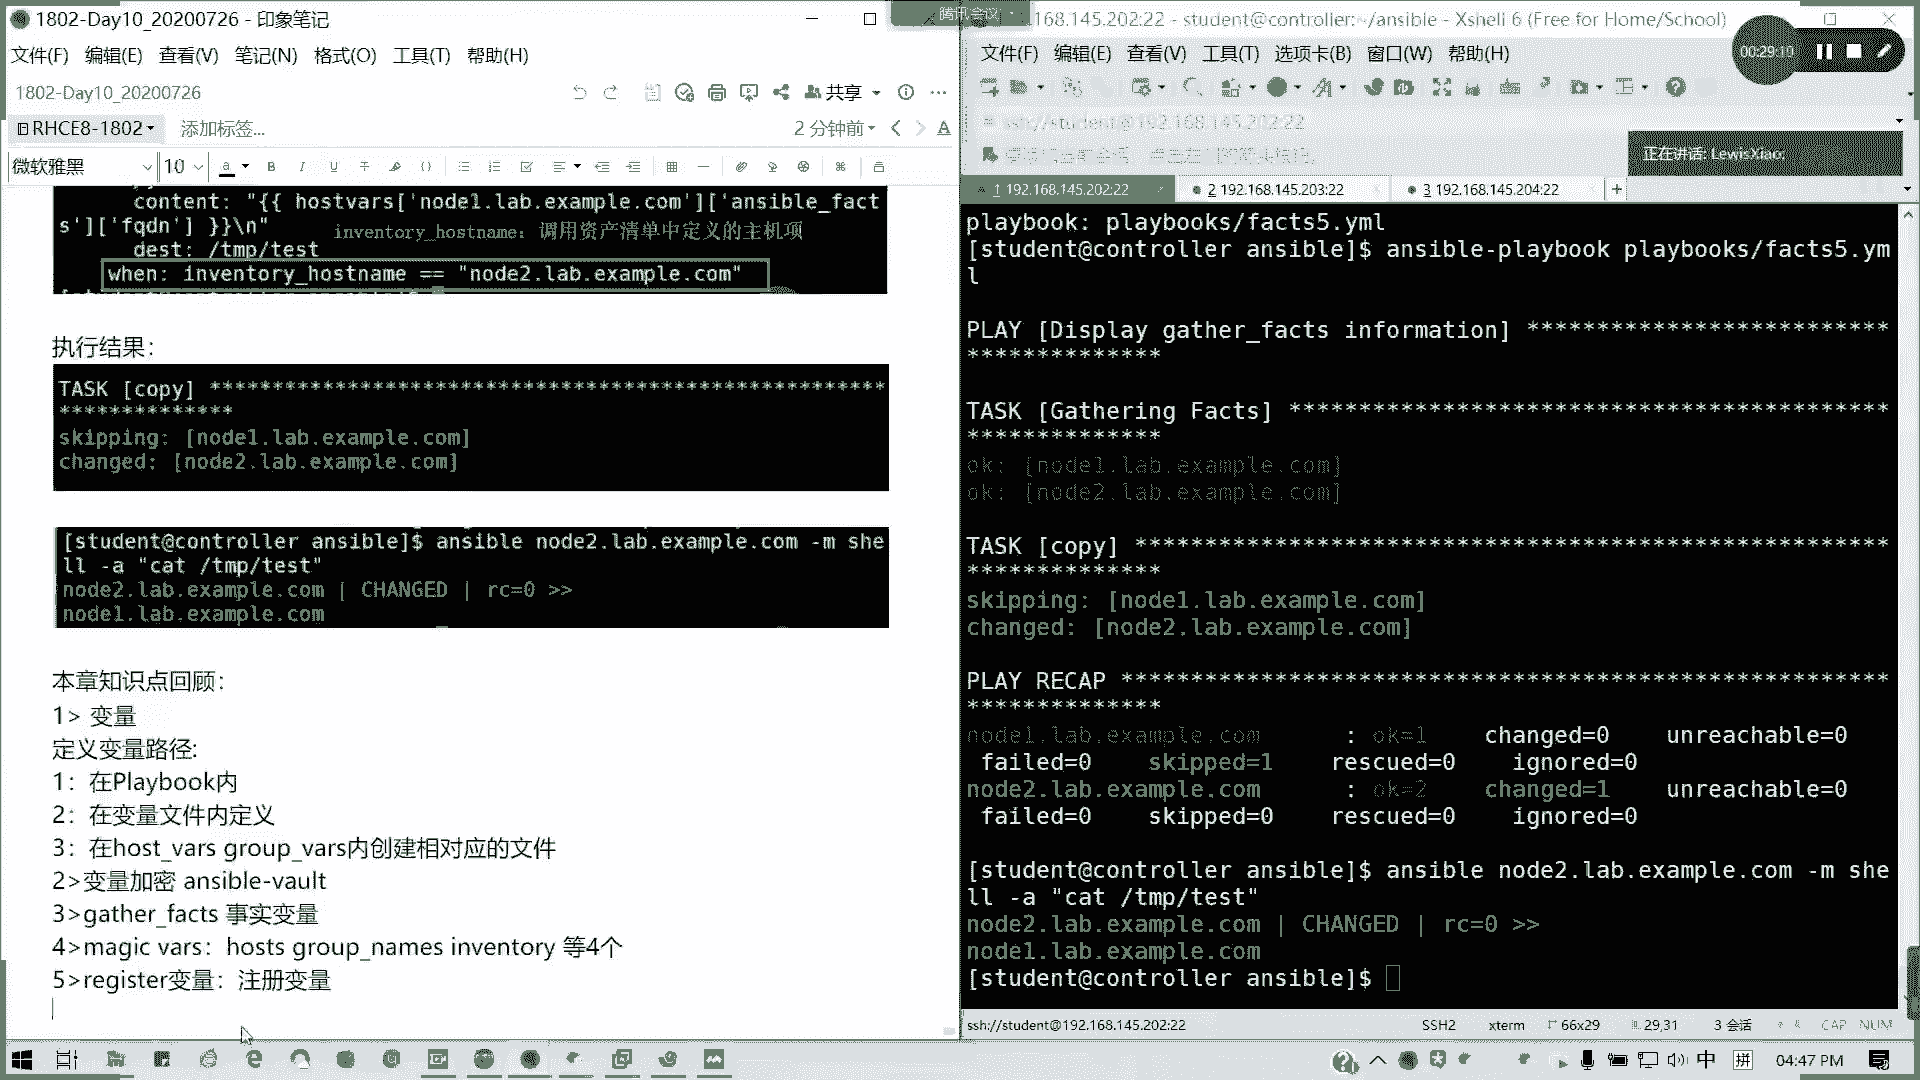 1802-Day10_20200726 - 印象笔记
文件(F) 编辑(E) 查看(V) 笔记(N) 格式(O) 工具(T) 帮助(H)
1802-Day10_20200726
共享
RHCE8-1802 添加标签...
2 分钟前
微软雅黑 10
content: "{{ hostvars['node1.lab.example.com']['ansible_fact
s']['fqdn'] }}\n" inventory_hostname：调用资产清单中定义的主机项
dest: /tmp/test
when: inventory_hostname == "node2.lab.example.com"
执行结果：
TASK [copy] ******************************************************
**************
skipping: [node1.lab.example.com]
changed: [node2.lab.example.com]
[student@controller ansible]$ ansible node2.lab.example.com -m she
ll -a "cat /tmp/test"
node2.lab.example.com | CHANGED | rc=0 >>
node1.lab.example.com
本章知识点回顾：
1> 变量
定义变量路径:
1：在Playbook内
2：在变量文件内定义
3：在host_vars group_vars内创建相对应的文件
2>变量加密 ansible-vault
3>gather_facts 事实变量
4>magic vars：hosts group_names inventory 等4个
5>register变量：注册变量
腾讯会议
.168.145.202:22 - student@controller:~/ansible - Xshell 6 (Free for Home/School)
文件(F) 编辑(E) 查看(V) 工具(T) 选项卡(B) 窗口(W) 帮助(H)
00:29:10
ssh://student@192.168.145.202:22
正在讲话: LewisXiao;
1 192.168.145.202:22 2 192.168.145.203:22 3 192.168.145.204:22
playbook: playbooks/facts5.yml
[student@controller ansible]$ ansible-playbook playbooks/facts5.ym
l
PLAY [Display gather_facts information] **************************
**************
TASK [Gathering Facts] *******************************************
**************
ok: [node1.lab.example.com]
ok: [node2.lab.example.com]
TASK [copy] ******************************************************
**************
skipping: [node1.lab.example.com]
changed: [node2.lab.example.com]
PLAY RECAP *******************************************************
**************
node1.lab.example.com : ok=1 changed=0 unreachable=0
failed=0 skipped=1 rescued=0 ignored=0
node2.lab.example.com : ok=2 changed=1 unreachable=0
failed=0 skipped=0 rescued=0 ignored=0
[student@controller ansible]$ ansible node2.lab.example.com -m she
ll -a "cat /tmp/test"
node2.lab.example.com | CHANGED | rc=0 >>
node1.lab.example.com
[student@controller ansible]$
ssh://student@192.168.145.202:22 SSH2 xterm 66x29 29,31 3 会话 CAP NUM
中 拼 04:47 PM